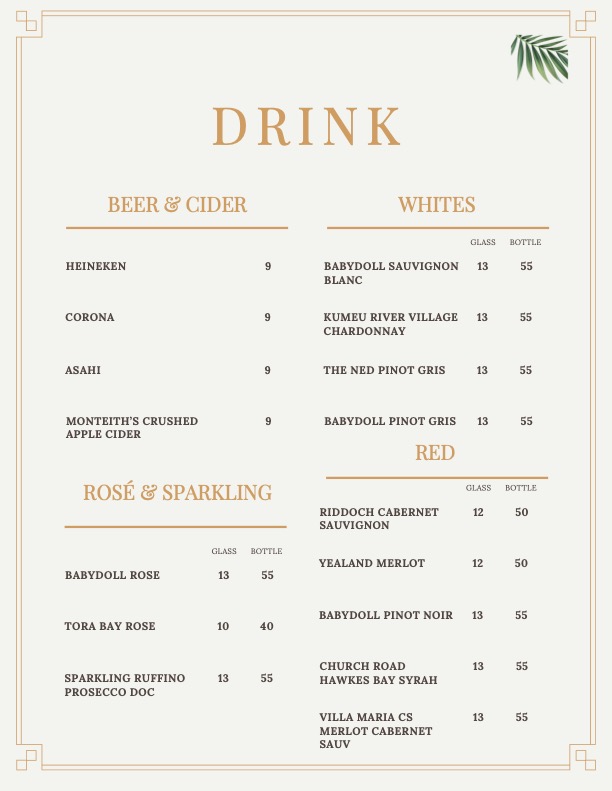 DRINK
BEER & CIDER
HEINEKEN 9
CORONA 9
ASAHI 9
MONTEITH'S CRUSHED 9
APPLE CIDER
ROSÉ & SPARKLING
GLASS BOTTLE
BABYDOLL ROSE 13 55
TORA BAY ROSE 10 40
SPARKLING RUFFINO 13 55
PROSECCO DOC
WHITES
GLASS BOTTLE
BABYDOLL SAUVIGNON 13 55
BLANC
KUMEU RIVER VILLAGE 13 55
CHARDONNAY
THE NED PINOT GRIS 13 55
BABYDOLL PINOT GRIS 13 55
RED
GLASS BOTTLE
RIDDOCH CABERNET 12 50
SAUVIGNON
YEALAND MERLOT 12 50
BABYDOLL PINOT NOIR 13 55
CHURCH ROAD 13 55
HAWKES BAY SYRAH
VILLA MARIA CS 13 55
MERLOT CABERNET
SAUV